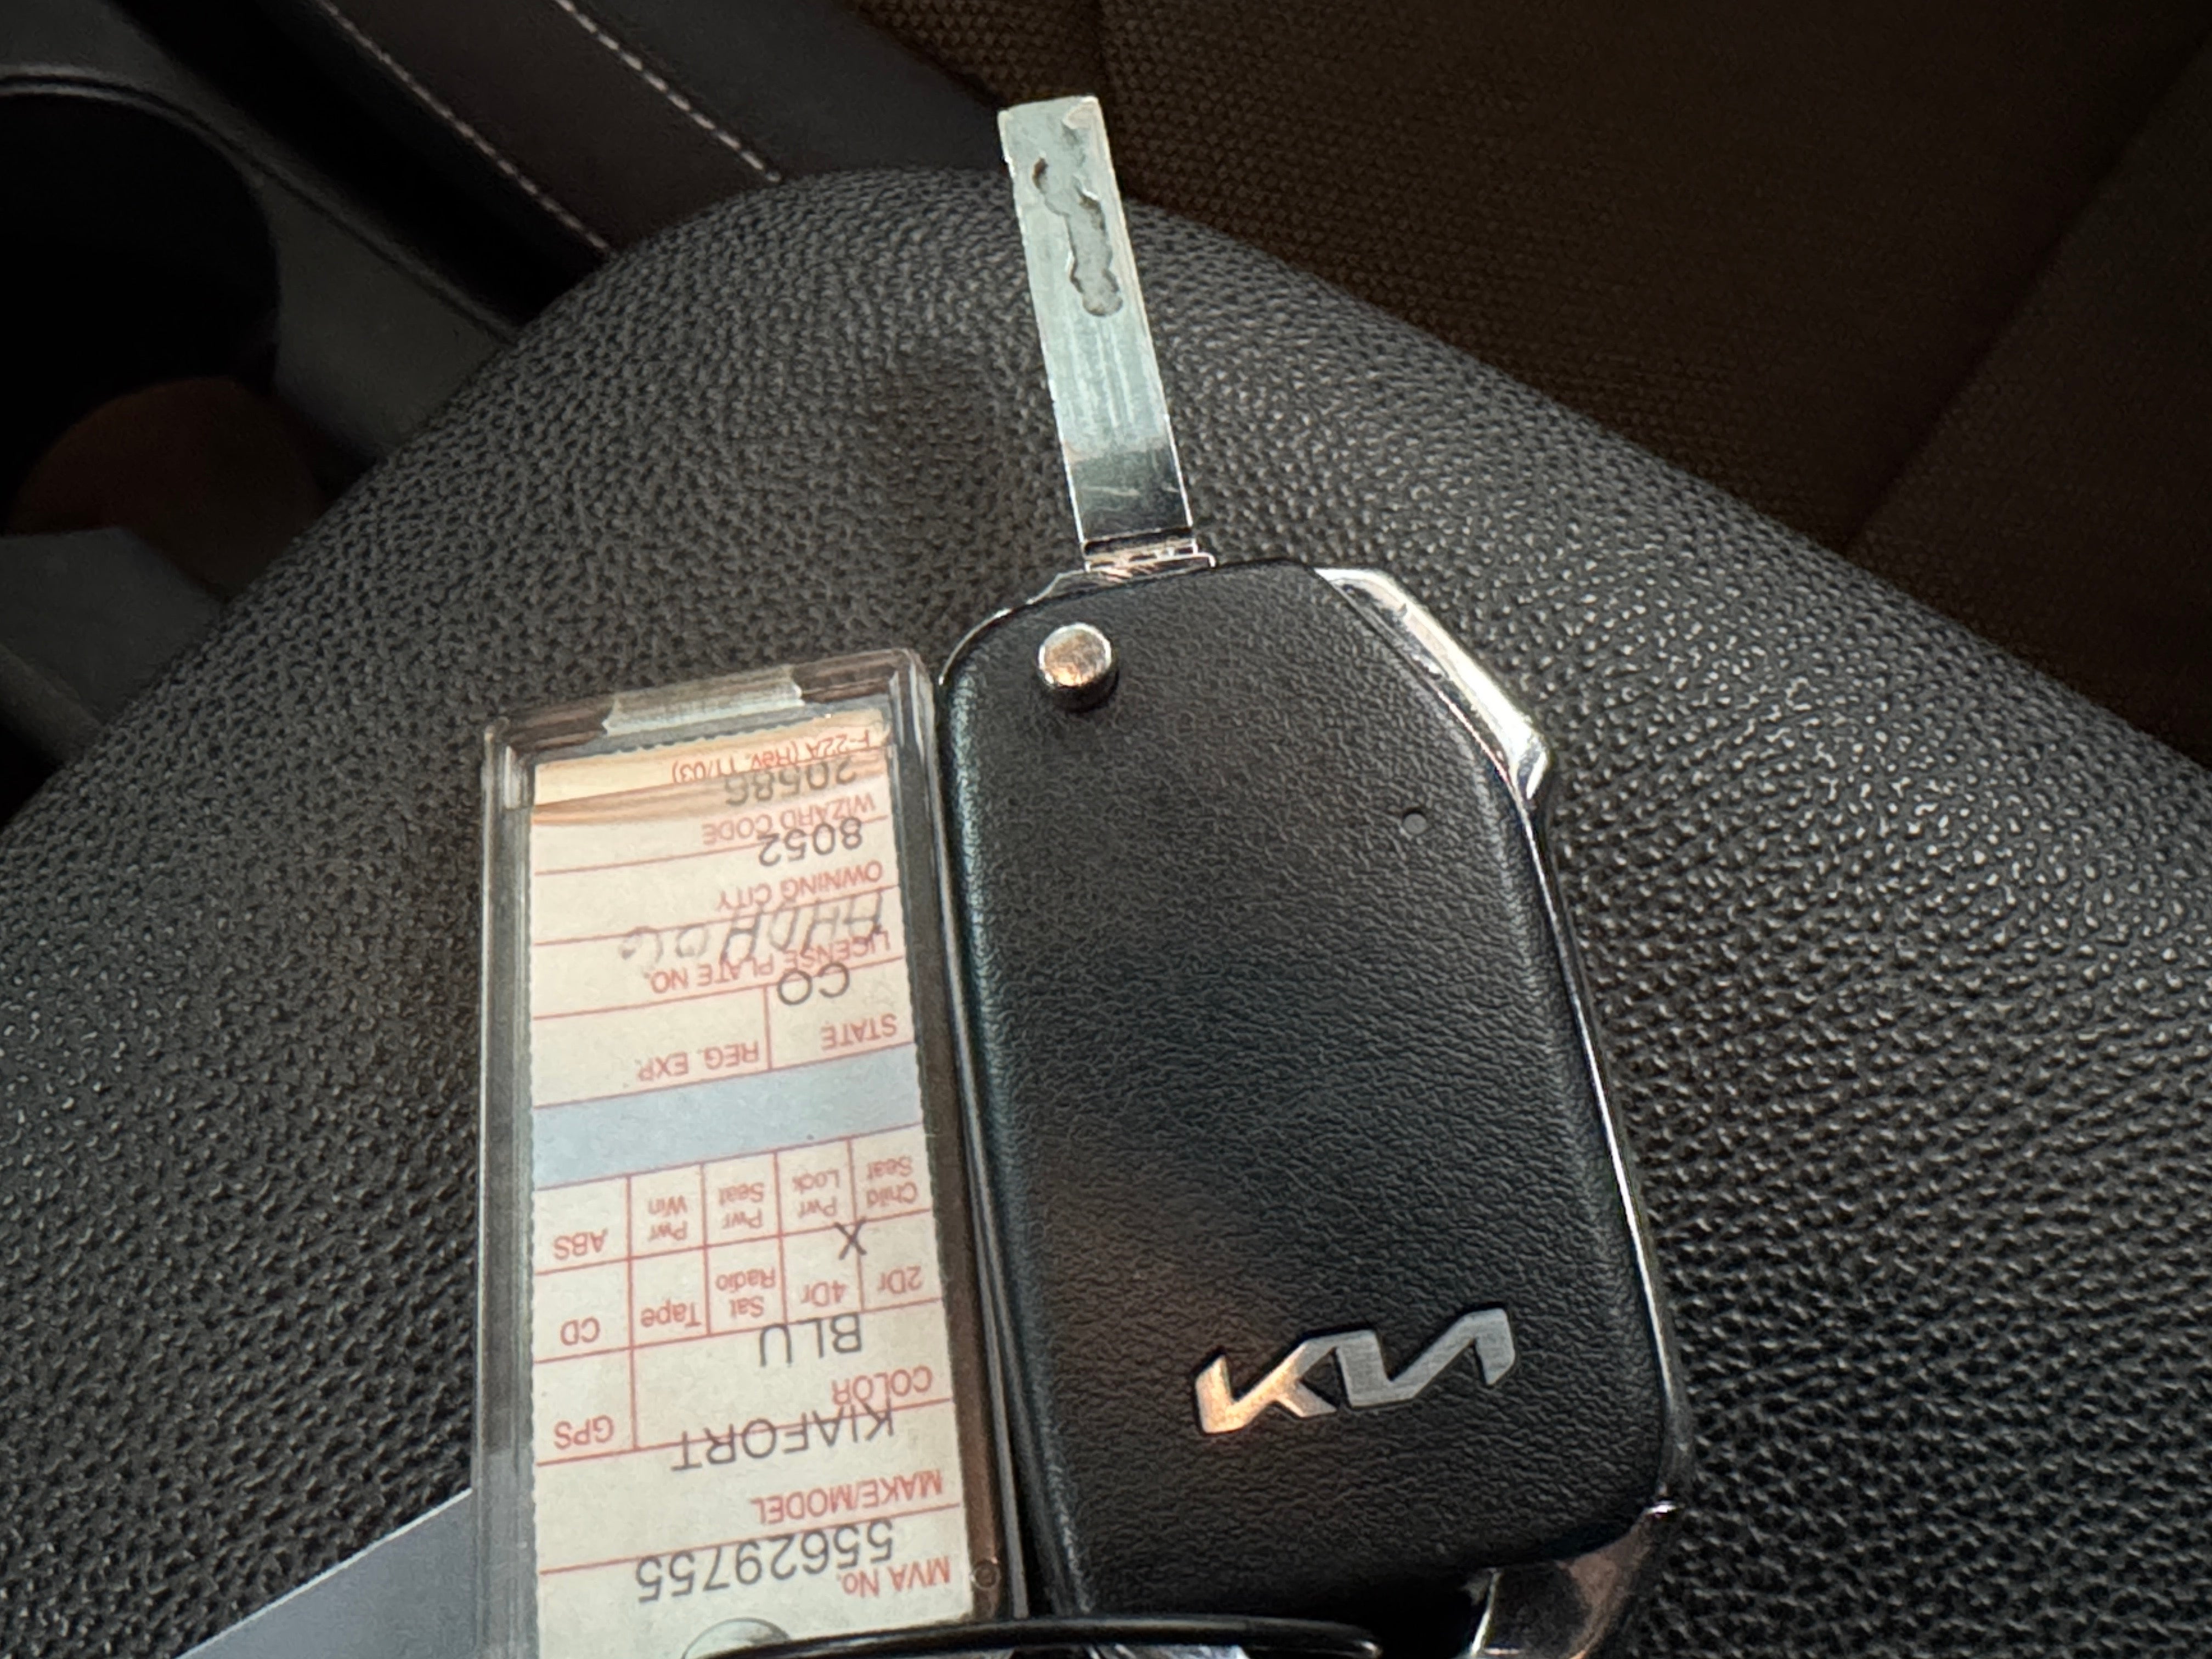 MVA No.
55629755
MAKE/MODEL
KIAFORT
COLOR
BLU
GPS
2Dr 4Dr Sat Radio Tape CD
X
Child Seat Pwr Lock Pwr Seat Pwr Win ABS
STATE REG. EXP.
CO
LICENSE PLATE NO.
OWNING CITY
8052
WIZARD CODE
20586
F-22A (Rev. 11/03)
KIA